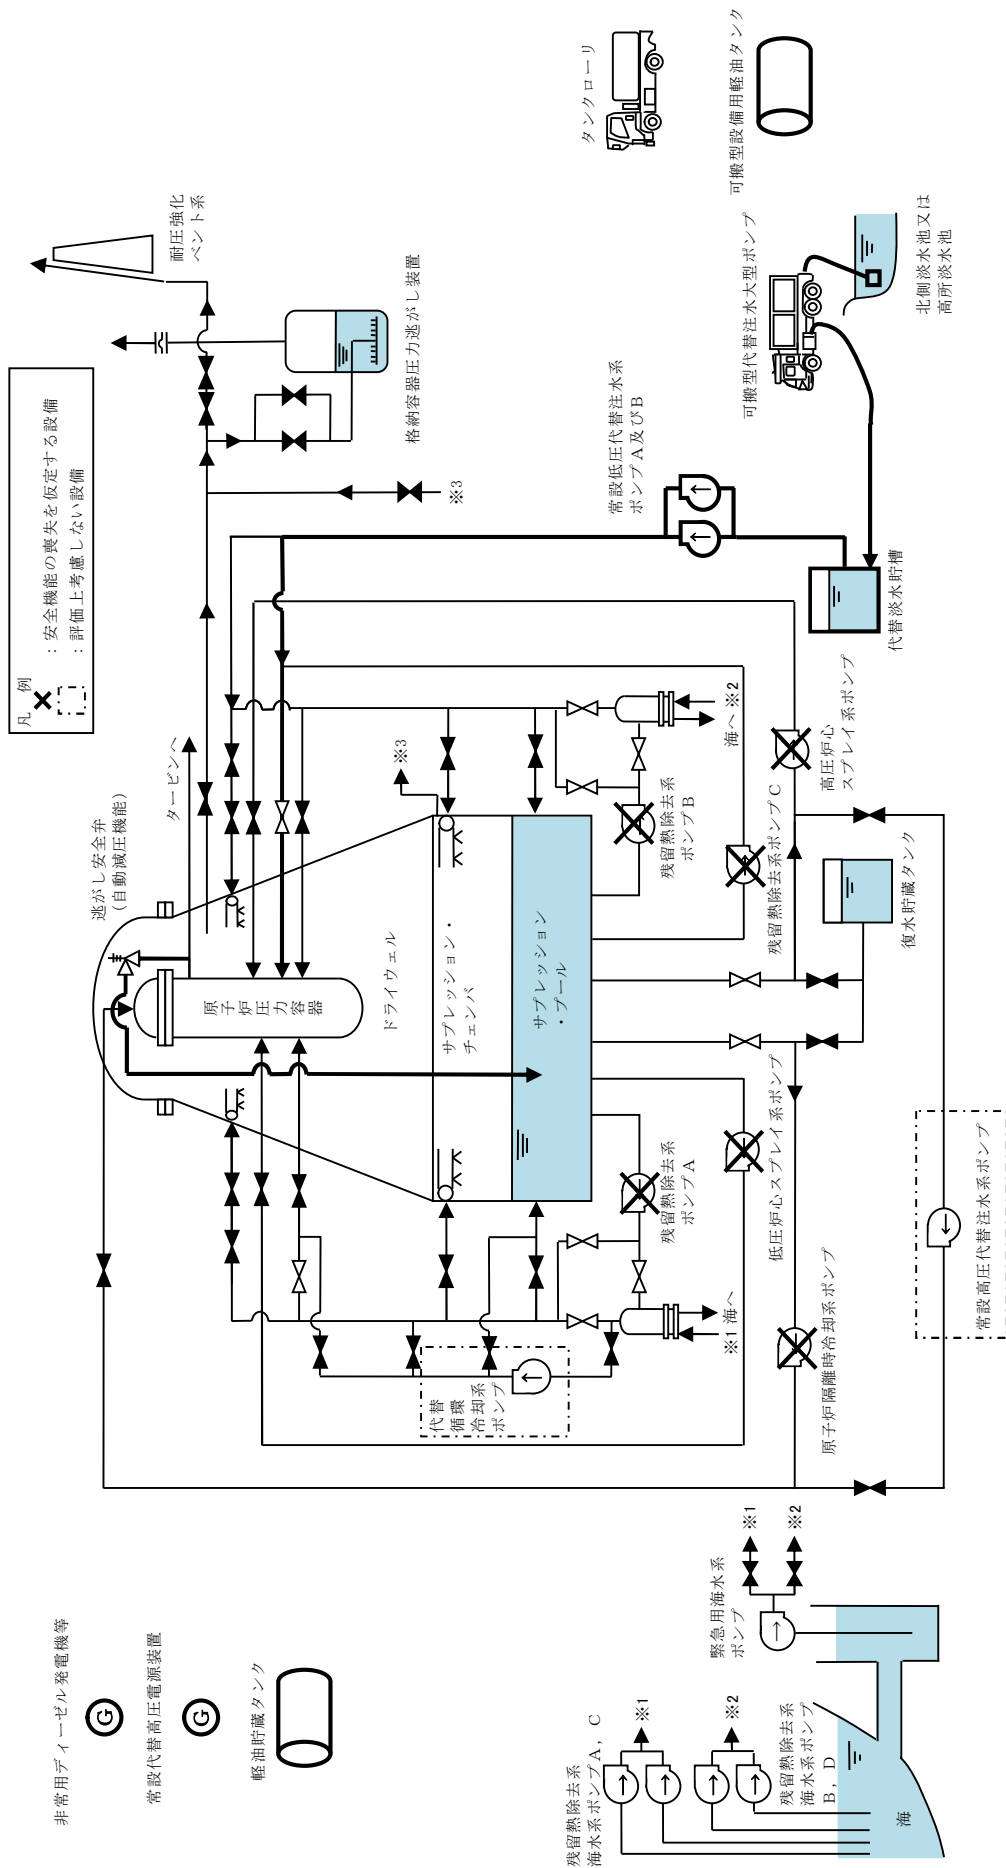 凡 例
：安全機能の喪失を仮定する設備
：評価上考慮しない設備
非常用ディーゼル発電機等
G
常設代替高圧電源装置
G
軽油貯蔵タンク
逃がし安全弁
（自動減圧機能）
タービンへ
原子炉圧力容器
ドライウェル
サプレッション・
チェンバ
サプレッション
・プール
※3
※3
耐圧強化
ベント系
格納容器圧力逃がし装置
タンクローリ
可搬型設備用軽油タンク
可搬型代替注水大型ポンプ
北側淡水池又は
高所淡水池
常設低圧代替注水系
ポンプA及びB
代替淡水貯槽
海へ ※2
残留熱除去系
ポンプB
残留熱除去系ポンプC
高圧炉心
スプレイ系ポンプ
復水貯蔵タンク
残留熱除去系
ポンプA
※1 海へ
低圧炉心スプレイ系ポンプ
原子炉隔離時冷却系ポンプ
常設高圧代替注水系ポンプ
代替
循環
冷却系
ポンプ
緊急用海水系
ポンプ
※1
※2
残留熱除去系
海水系ポンプA，C
※1
※2
残留熱除去系
海水系ポンプ
B，D
海